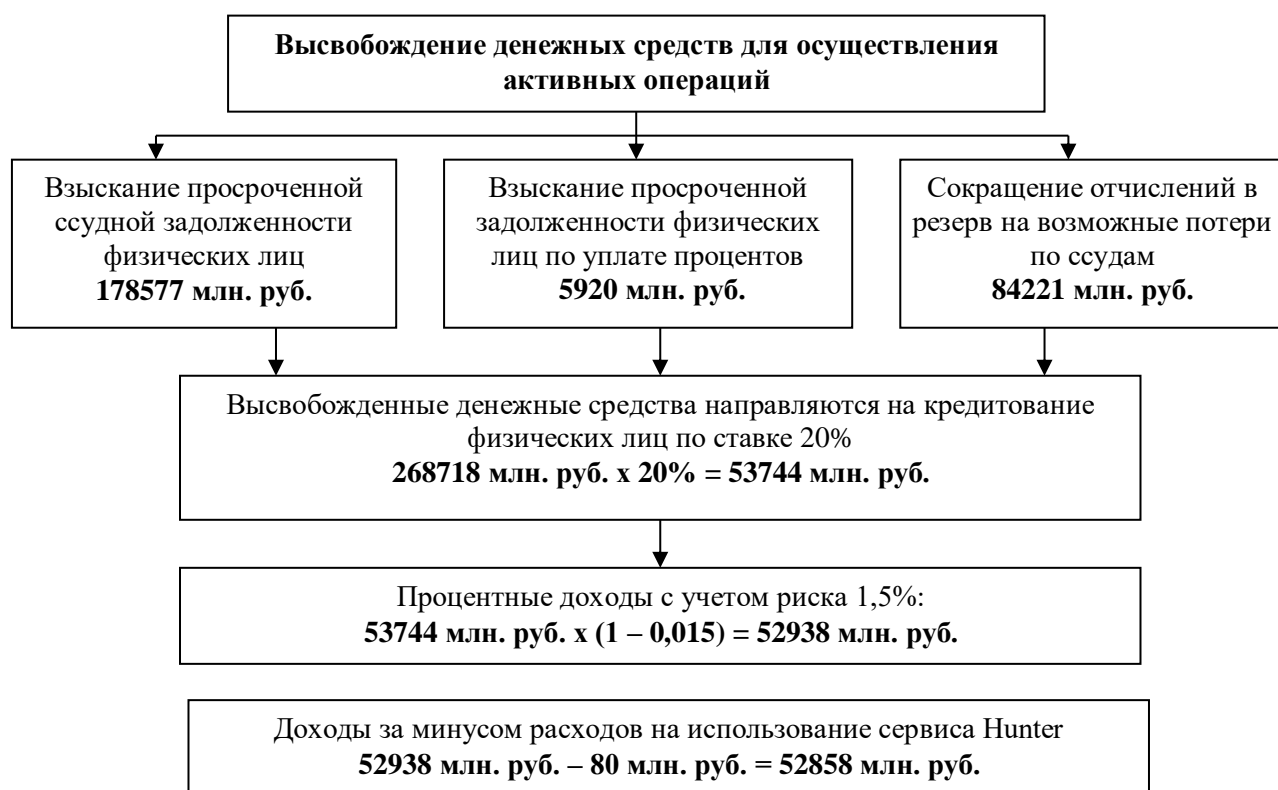 Высвобождение денежных средств для осуществления
активных операций
Взыскание просроченной
ссудной задолженности
физических лиц
178577 млн. руб.
Взыскание просроченной
задолженности физических
лиц по уплате процентов
5920 млн. руб.
Сокращение отчислений в
резерв на возможные потери
по ссудам
84221 млн. руб.
Высвобожденные денежные средства направляются на кредитование
физических лиц по ставке 20%
268718 млн. руб. х 20% = 53744 млн. руб.
Процентные доходы с учетом риска 1,5%:
53744 млн. руб. х (1 – 0,015) = 52938 млн. руб.
Доходы за минусом расходов на использование сервиса Hunter
52938 млн. руб. – 80 млн. руб. = 52858 млн. руб.